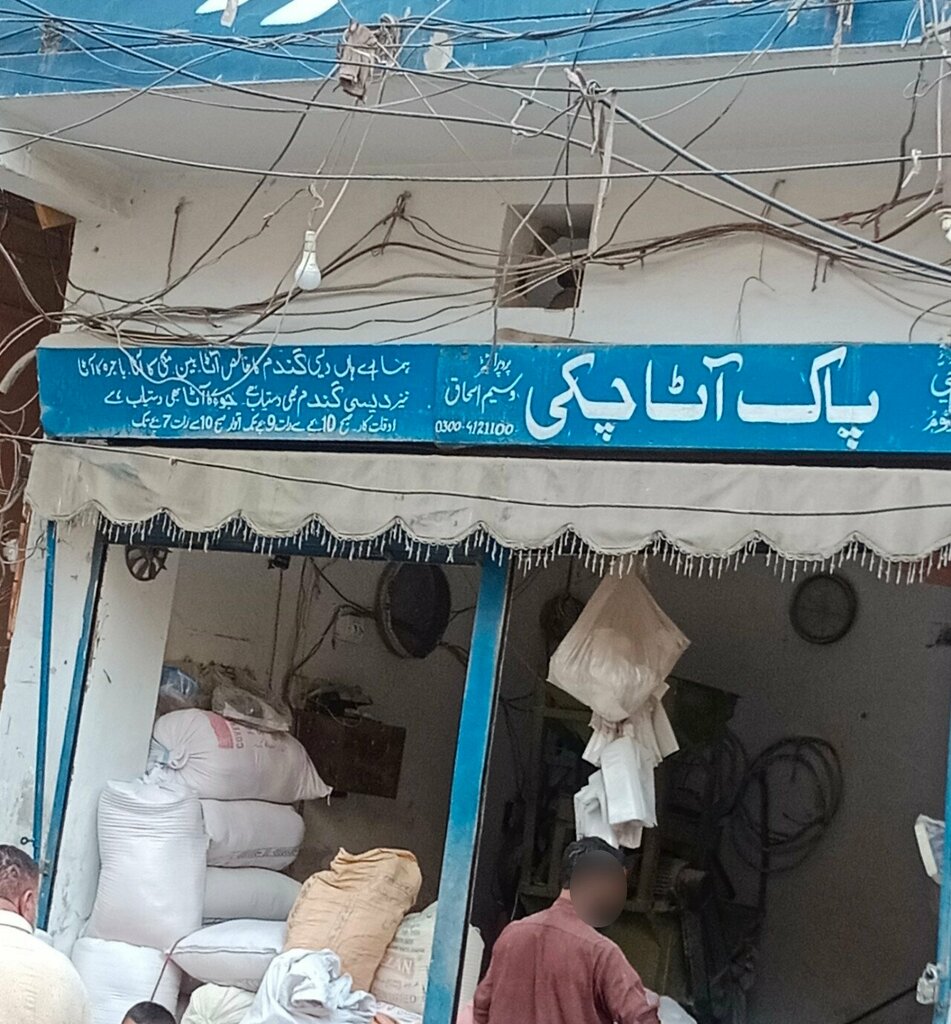 پاک آٹا چکی
پروپرائٹر
وسیم اسحاق
0300-4121100
ہمارے ہاں دیسی گندم کا خالص آٹا بیسن مکئی کا آٹا باجرہ کا آٹا
نیز دیسی گندم بھی دستیاب ہے جو کا آٹا بھی دستیاب ہے
اوقات کار۔ صبح 10 بجے سے رات 9 بجے تک اتوار صبح 10 سے رات 7 بجے تک